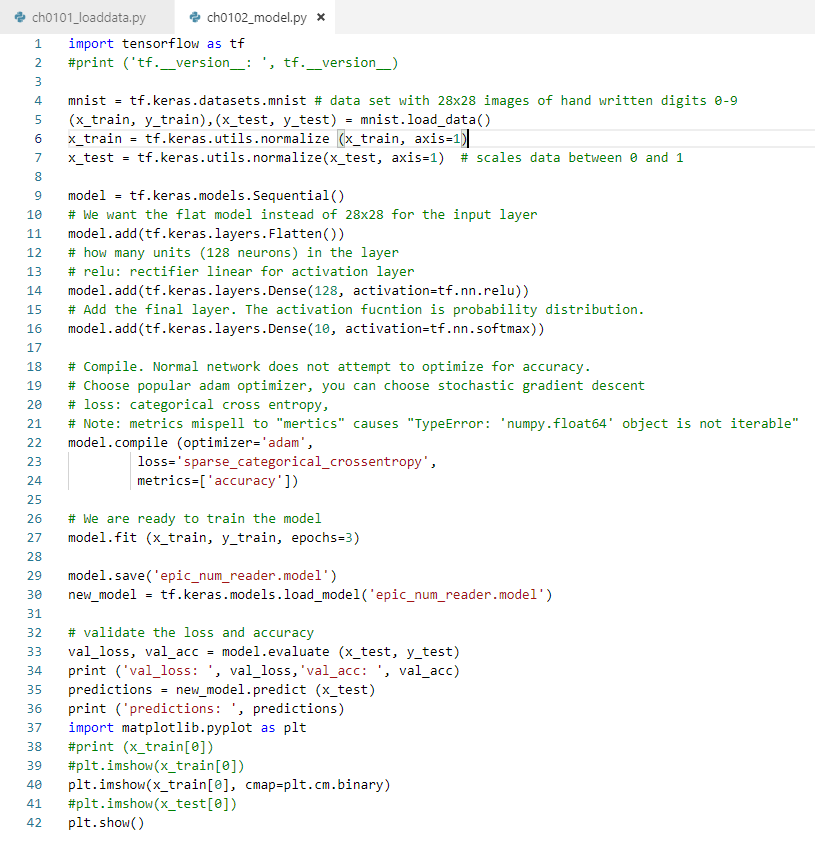 ch0101_loaddata.py ch0102_model.py ×
1 import tensorflow as tf
2 #print ('tf.__version__: ', tf.__version__)
3
4 mnist = tf.keras.datasets.mnist # data set with 28x28 images of hand written digits 0-9
5 (x_train, y_train),(x_test, y_test) = mnist.load_data()
6 x_train = tf.keras.utils.normalize (x_train, axis=1)
7 x_test = tf.keras.utils.normalize(x_test, axis=1)  # scales data between 0 and 1
8
9 model = tf.keras.models.Sequential()
10 # We want the flat model instead of 28x28 for the input layer
11 model.add(tf.keras.layers.Flatten())
12 # how many units (128 neurons) in the layer
13 # relu: rectifier linear for activation layer
14 model.add(tf.keras.layers.Dense(128, activation=tf.nn.relu))
15 # Add the final layer. The activation fucntion is probability distribution.
16 model.add(tf.keras.layers.Dense(10, activation=tf.nn.softmax))
17
18 # Compile. Normal network does not attempt to optimize for accuracy.
19 # Choose popular adam optimizer, you can choose stochastic gradient descent
20 # loss: categorical cross entropy,
21 # Note: metrics mispell to "mertics" causes "TypeError: 'numpy.float64' object is not iterable"
22 model.compile (optimizer='adam',
23 loss='sparse_categorical_crossentropy',
24 metrics=['accuracy'])
25
26 # We are ready to train the model
27 model.fit (x_train, y_train, epochs=3)
28
29 model.save('epic_num_reader.model')
30 new_model = tf.keras.models.load_model('epic_num_reader.model')
31
32 # validate the loss and accuracy
33 val_loss, val_acc = model.evaluate (x_test, y_test)
34 print ('val_loss: ', val_loss,'val_acc: ', val_acc)
35 predictions = new_model.predict (x_test)
36 print ('predictions: ', predictions)
37 import matplotlib.pyplot as plt
38 #print (x_train[0])
39 #plt.imshow(x_train[0])
40 plt.imshow(x_train[0], cmap=plt.cm.binary)
41 #plt.imshow(x_test[0])
42 plt.show()